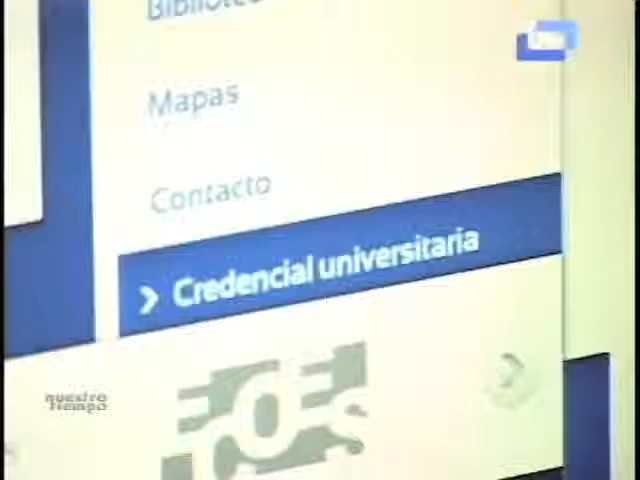 Mapas
Contacto
Credencial universitaria
nuestro
Tiempo